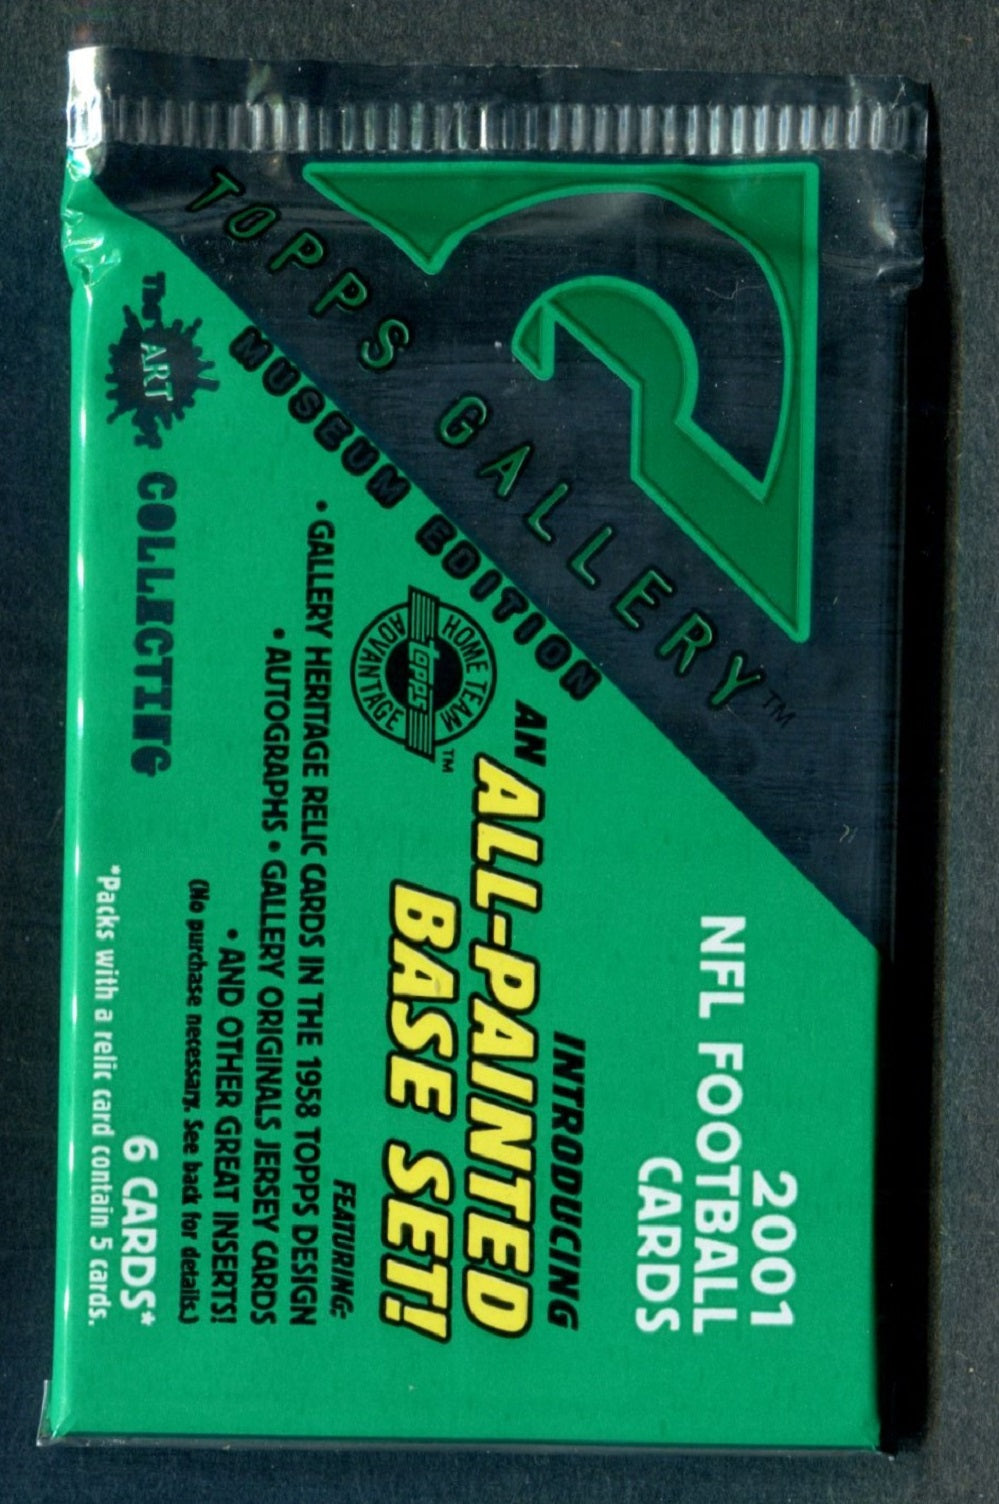 TOPPS GALLERY™
MUSEUM EDITION
2001
NFL FOOTBALL
CARDS
INTRODUCING
AN ALL-PAINTED
BASE SET!
HOME TEAM
topps
ADVANTAGE
™
FEATURING:
• GALLERY HERITAGE RELIC CARDS IN THE 1958 TOPPS DESIGN
• AUTOGRAPHS • GALLERY ORIGINALS JERSEY CARDS
• AND OTHER GREAT INSERTS!
(No purchase necessary. See back for details.)
The ART of COLLECTING
6 CARDS*
*Packs with a relic card contain 5 cards.